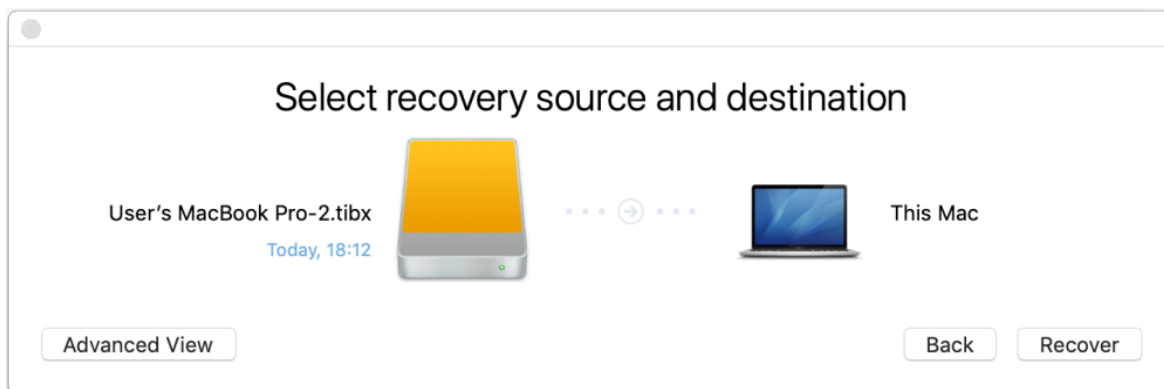 Select recovery source and destination
User’s MacBook Pro-2.tibx
Today, 18:12
This Mac
Advanced View
Back
Recover